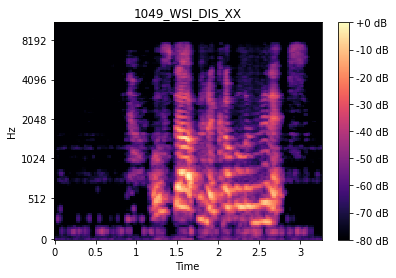 1049_WSI_DIS_XX
+0 dB
8192
-10 dB
4096
-20 dB
-30 dB
2048
Hz
-40 dB
1024
-50 dB
512
-60 dB
-70 dB
0
-80 dB
0 0.5 1 1.5 2 2.5 3
Time